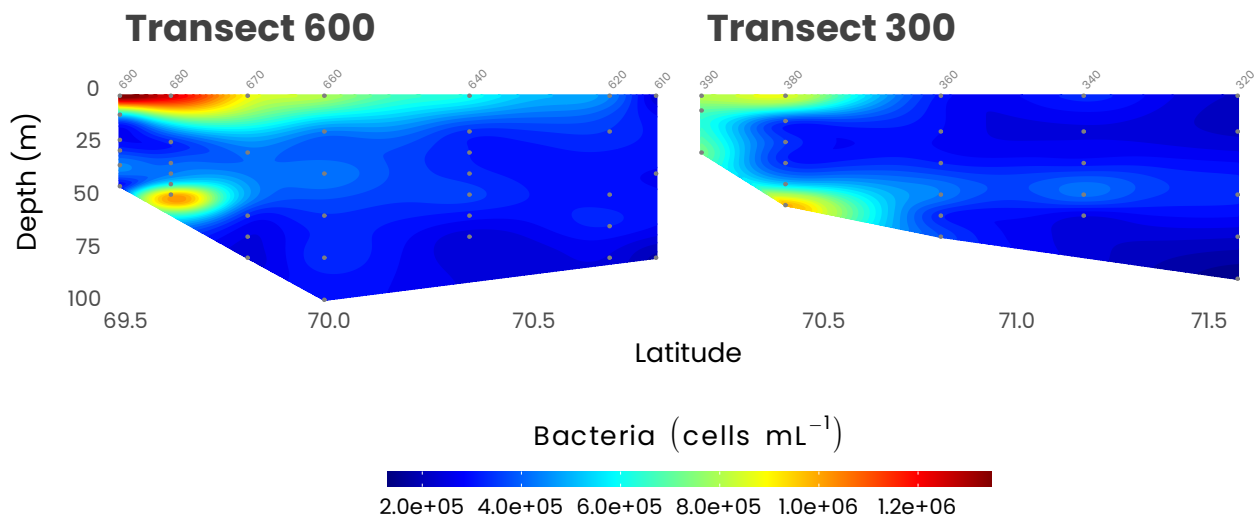 Transect 600 Transect 300
690 680 670 660 640 620 610 390 380 360 340 320
0
25
50
75
100
Depth (m)
69.5 70.0 70.5 70.5 71.0 71.5
Latitude
Bacteria (cells mL⁻¹)
2.0e+05 4.0e+05 6.0e+05 8.0e+05 1.0e+06 1.2e+06